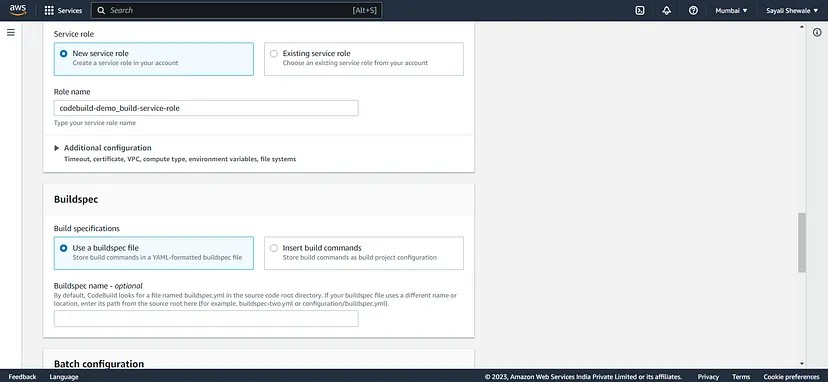 aws
Services
Search
[Alt+S]
Mumbai
Sayali Shewale
Service role
New service role
Create a service role in your account
Existing service role
Choose an existing service role from your account
Role name
codebuild-demo_build-service-role
Type your service role name
Additional configuration
Timeout, certificate, VPC, compute type, environment variables, file systems
Buildspec
Build specifications
Use a buildspec file
Store build commands in a YAML-formatted buildspec file
Insert build commands
Store build commands as build project configuration
Buildspec name - optional
By default, CodeBuild looks for a file named buildspec.yml in the source code root directory. If your buildspec file uses a different name or
location, enter its path from the source root here (for example, buildspec-two.yml or configuration/buildspec.yml).
Batch configuration
Feedback
Language
© 2023, Amazon Web Services India Private Limited or its affiliates.
Privacy
Terms
Cookie preferences